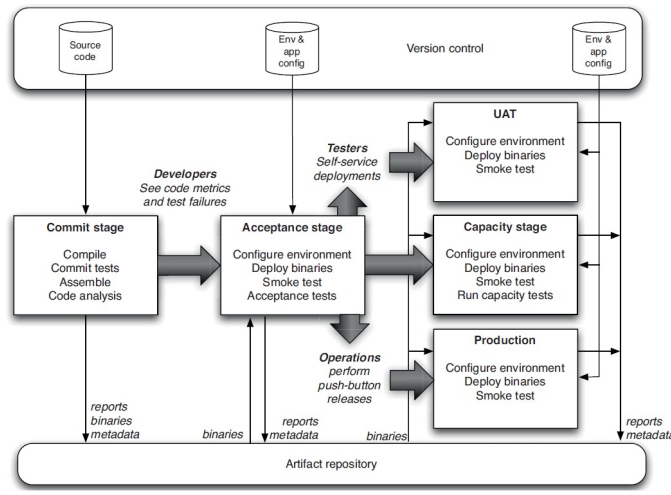 Source
code
Env &
app
config
Version control
Env &
app
config
Developers
See code metrics
and test failures
Testers
Self-service
deployments
UAT
Configure environment
Deploy binaries
Smoke test
Commit stage
Compile
Commit tests
Assemble
Code analysis
Acceptance stage
Configure environment
Deploy binaries
Smoke test
Acceptance tests
Capacity stage
Configure environment
Deploy binaries
Smoke test
Run capacity tests
Operations
perform
push-button
releases
Production
Configure environment
Deploy binaries
Smoke test
reports
binaries
metadata
binaries
reports
metadata
binaries
reports
metadata
Artifact repository